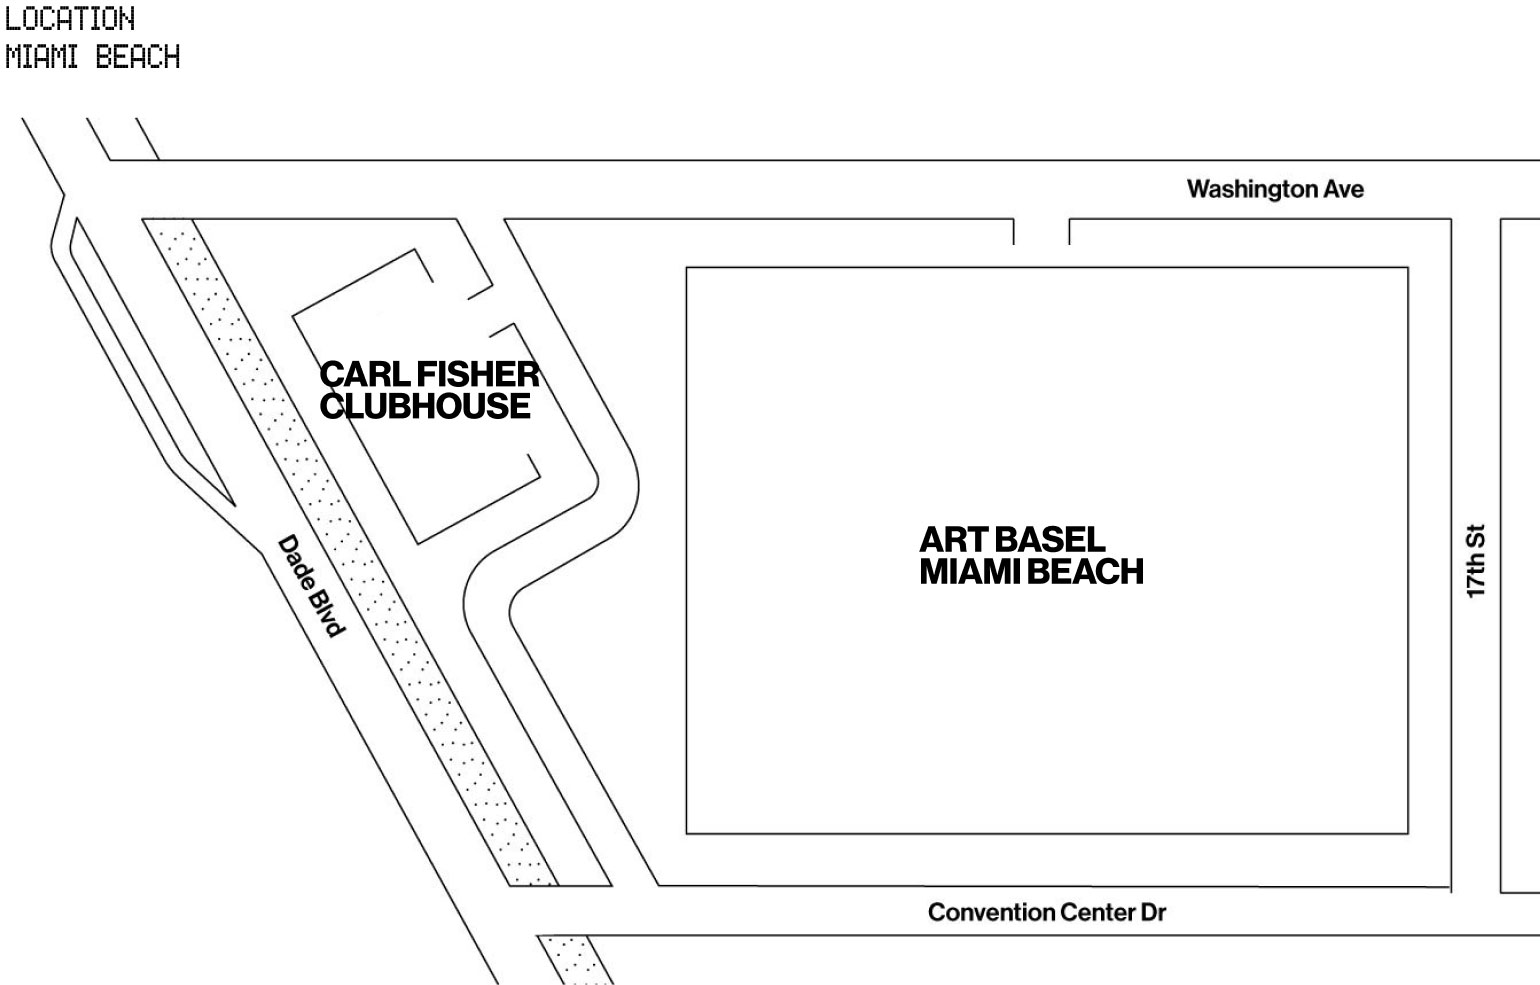 LOCATION
MIAMI BEACH
Washington Ave
CARL FISHER
CLUBHOUSE
ART BASEL
MIAMI BEACH
17th St
Dade Blvd
Convention Center Dr